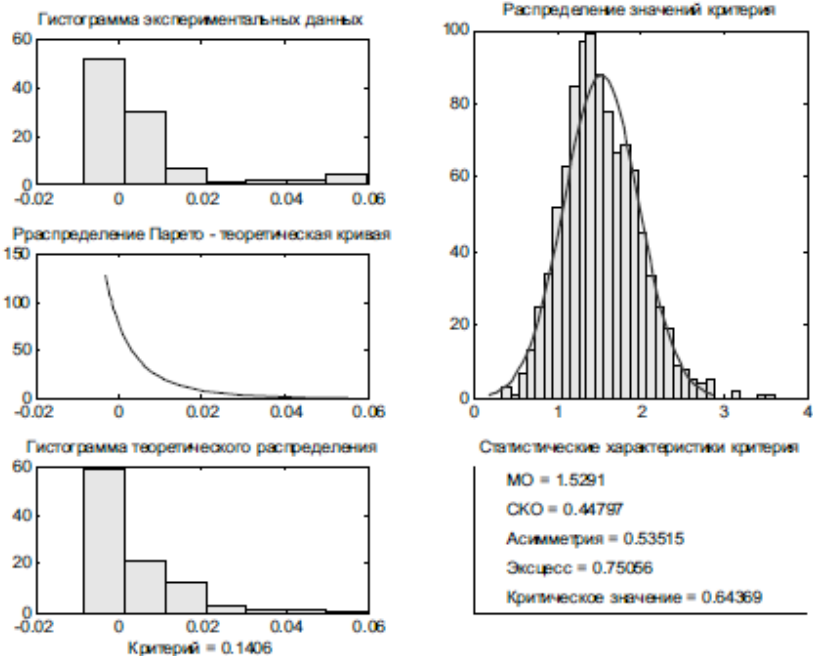 Гистограмма экспериментальных данных
60
40
20
0
-0.02 0 0.02 0.04 0.06
Рраспределение Парето - теоретическая кривая
150
100
50
0
-0.02 0 0.02 0.04 0.06
Гистограмма теоретического распределения
60
40
20
0
-0.02 0 0.02 0.04 0.06
Критерий = 0.1406
Распределение значений критерия
100
80
60
40
20
0
0 1 2 3 4
Статистические характеристики критерия
МО = 1.5291
СКО = 0.44797
Асимметрия = 0.53515
Эксцесс = 0.75056
Критическое значение = 0.64369